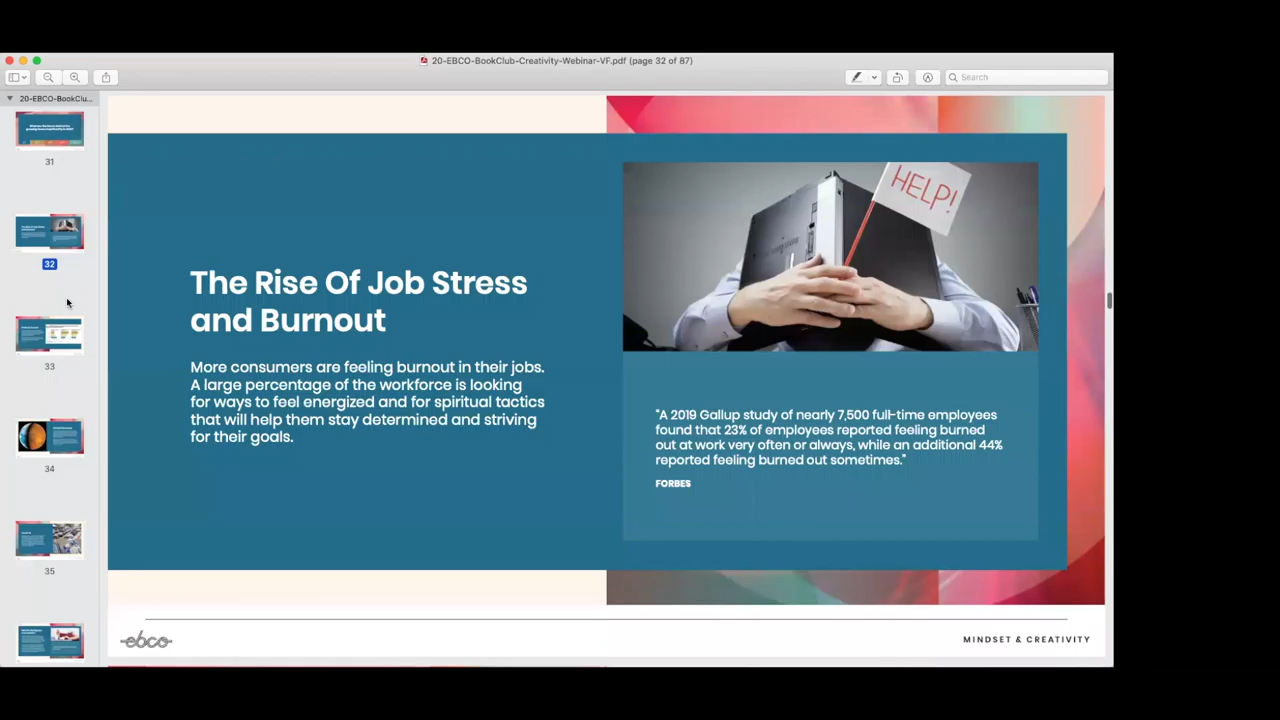 20-EBCO-BookClub-Creativity-Webinar-VF.pdf (page 32 of 87)
Search
20-EBCO-BookClu...
31
32
33
34
35
The Rise Of Job Stress
and Burnout
More consumers are feeling burnout in their jobs.
A large percentage of the workforce is looking
for ways to feel energized and for spiritual tactics
that will help them stay determined and striving
for their goals.
HELP!
"A 2019 Gallup study of nearly 7,500 full-time employees
found that 23% of employees reported feeling burned
out at work very often or always, while an additional 44%
reported feeling burned out sometimes."
FORBES
ebco
MINDSET & CREATIVITY